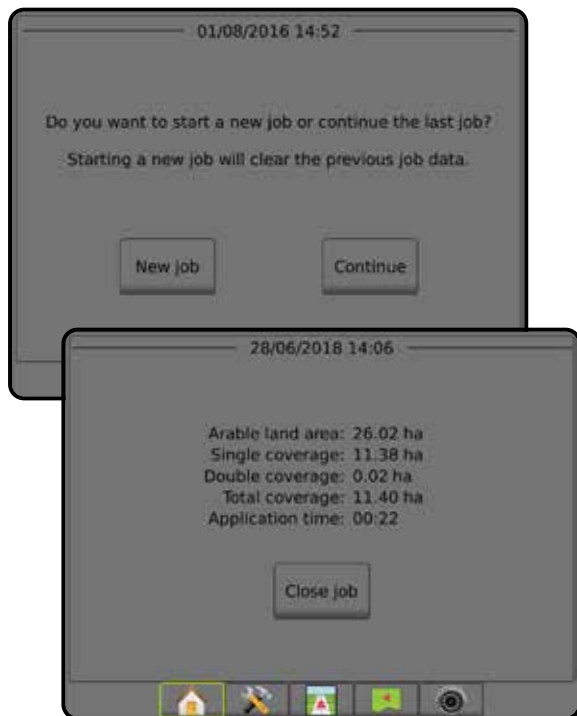 01/08/2016 14:52
Do you want to start a new job or continue the last job?
Starting a new job will clear the previous job data.
New job
Continue
28/06/2018 14:06
Arable land area: 26.02 ha
Single coverage: 11.38 ha
Double coverage: 0.02 ha
Total coverage: 11.40 ha
Application time: 00:22
Close job